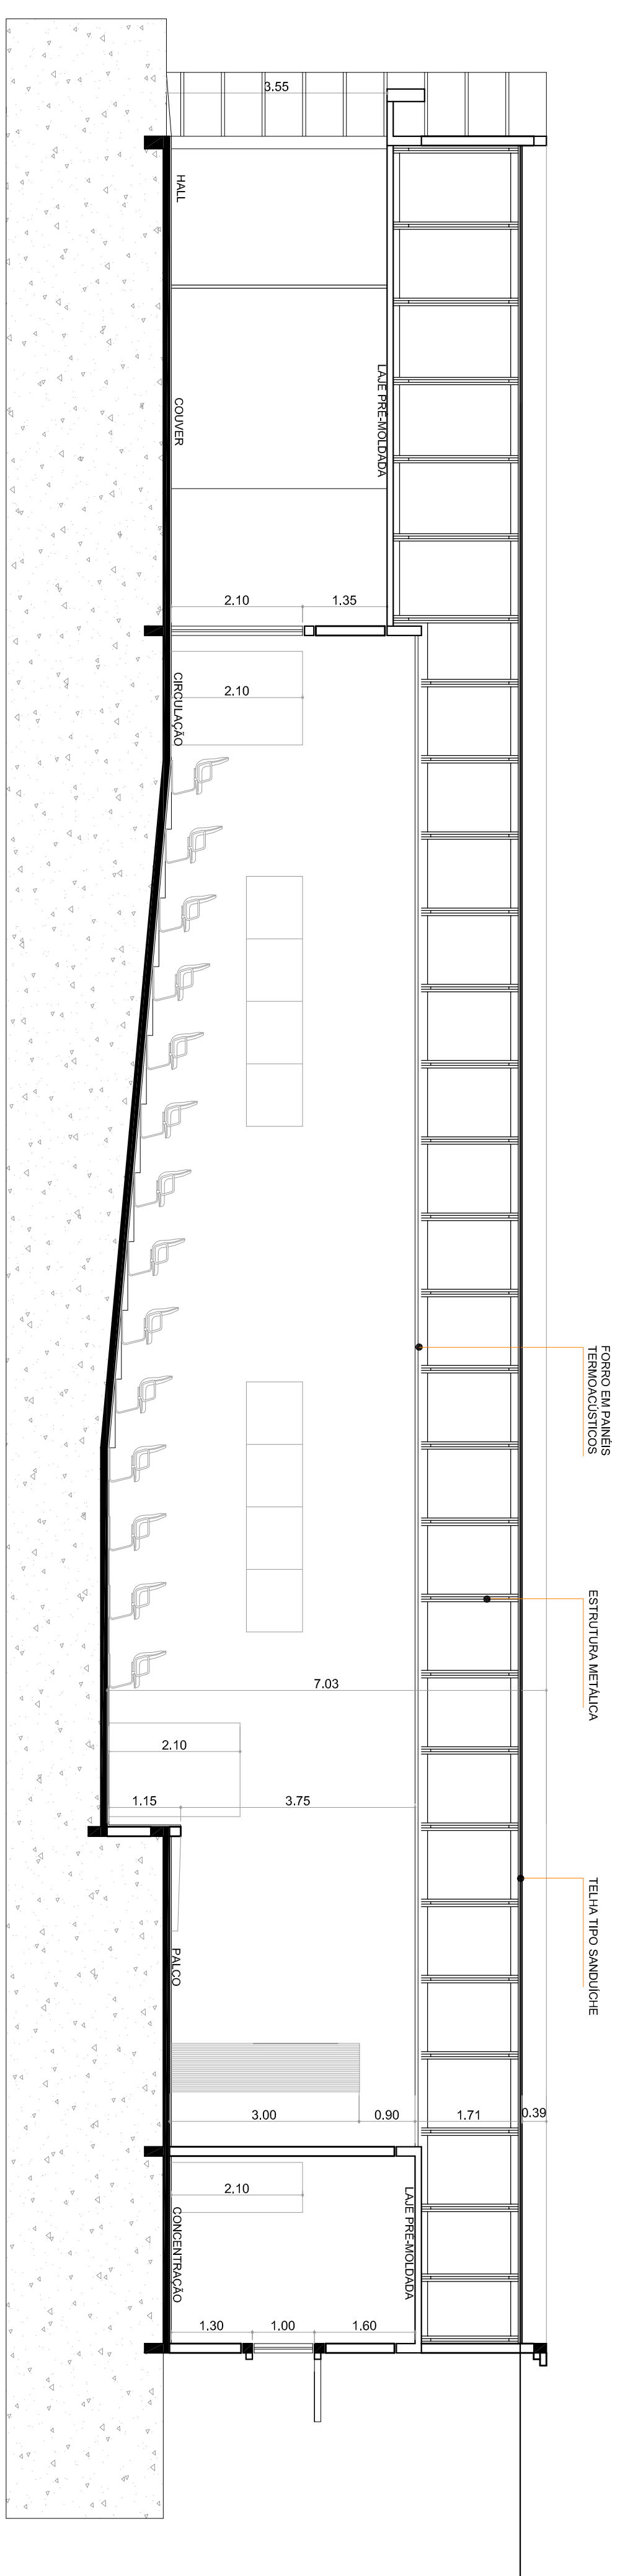 3.55
HALL
LAJE PRE-MOLDADA
COUVER
2.10
1.35
CIRCULAÇÃO
2.10
FORRO EM PAINÉIS
TERMOACÚSTICOS
ESTRUTURA METÁLICA
7.03
2.10
1.15
3.75
TELHA TIPO SANDUÍCHE
PALCO
3.00
0.90
1.71
0.39
2.10
CONCENTRAÇÃO
LAJE PRE-MOLDADA
1.30
1.00
1.60